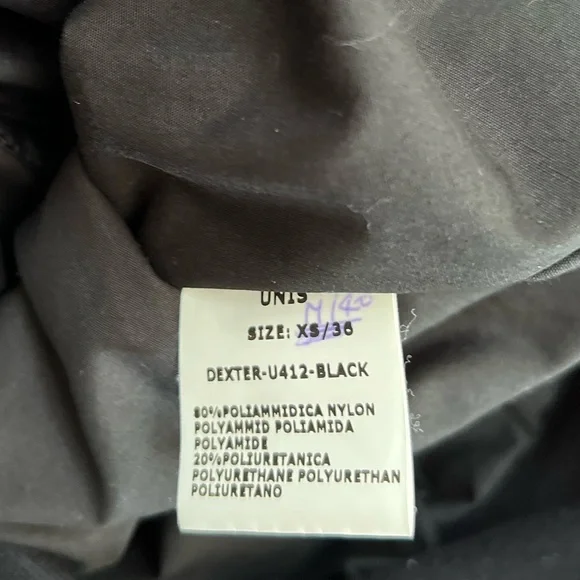 UNIS
M/40
SIZE: XS/36
DEXTER-U412-BLACK
80%POLIAMMIDICA NYLON
POLYAMMID POLIAMIDA
POLYAMIDE
20%POLIURETANICA
POLYURETHANE POLYURETHAN
POLIURETANO